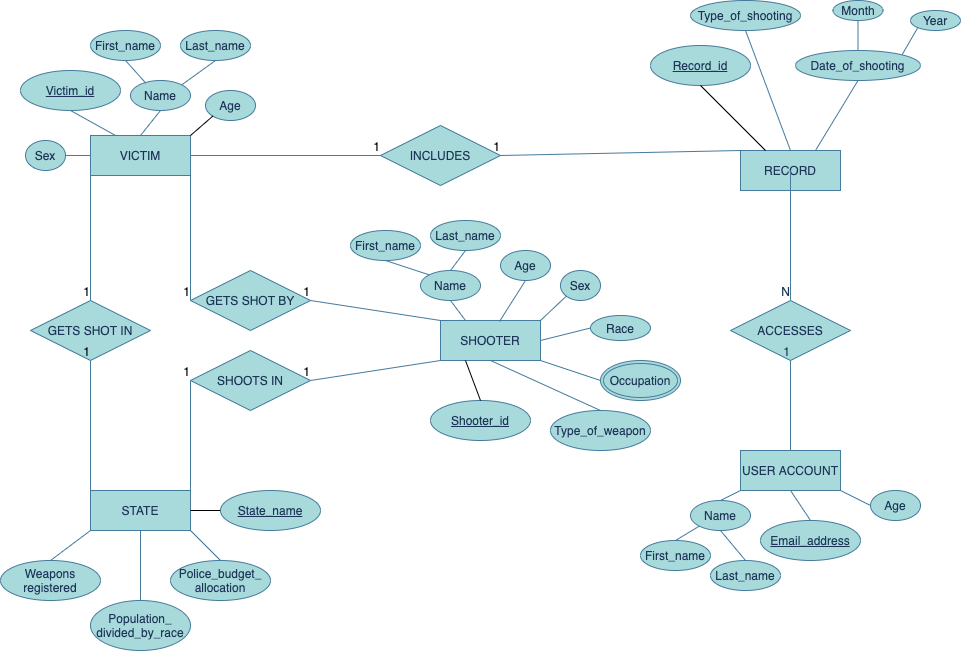 Type_of_shooting
Month
Year
First_name
Last_name
Record_id
Date_of_shooting
Victim_id
Name
Age
Sex
VICTIM
1
INCLUDES
1
RECORD
First_name
Last_name
Name
Age
Sex
1
GETS SHOT IN
1
1
GETS SHOT BY
1
SHOOTER
Race
N
ACCESSES
1
1
SHOOTS IN
1
Occupation
Shooter_id
Type_of_weapon
USER ACCOUNT
STATE
State_name
Name
Age
Email_address
First_name
Last_name
Weapons
registered
Police_budget_
allocation
Population_
divided_by_race